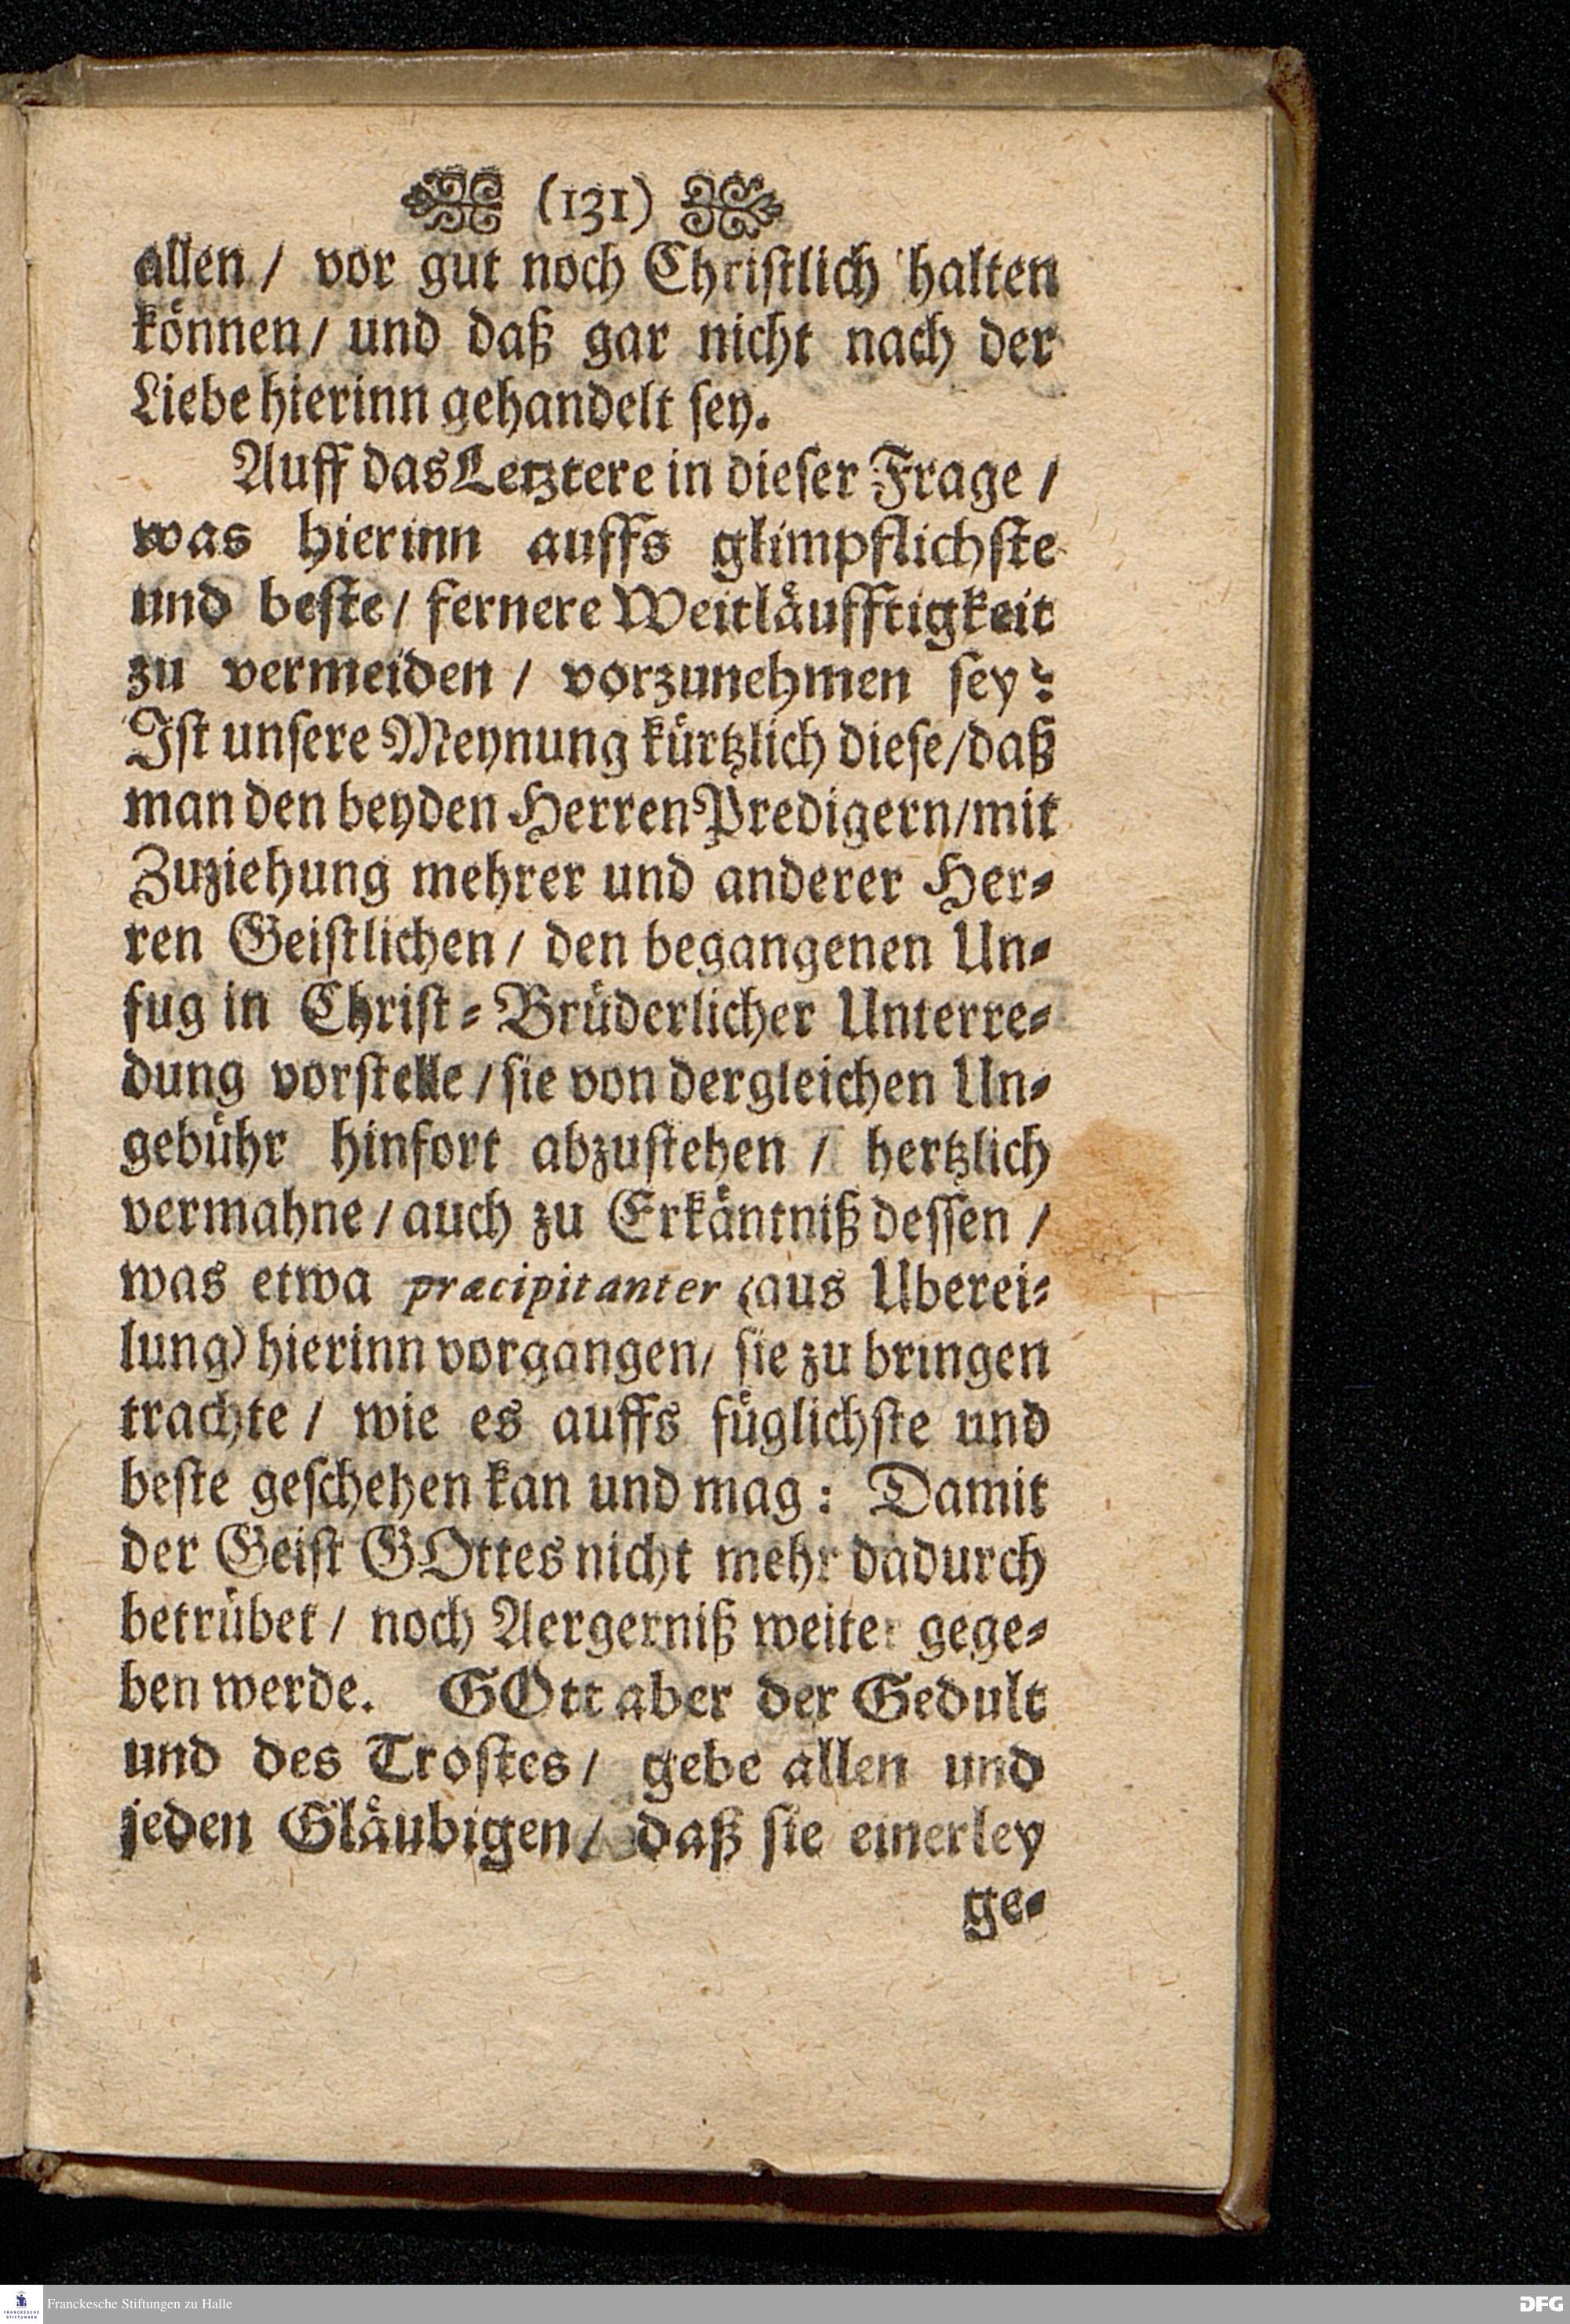 (131)
allen / vor gut noch Christlich halten
können / und daß gar nicht nach der
Liebe hierinn gehandelt sey.
Auff das Letztere in dieser Frage /
was hierinn auffs glimpflichste
und beste / fernere Weitläufftigkeit
zu vermeiden / vorzunehmen sey?
Ist unsere Meynung kürtzlich diese / daß
man den beyden Herren Predigern / mit
Zuziehung mehrer und anderer Her-
ren Geistlichen / den begangenen Un-
fug in Christ-Brüderlicher Unterre-
dung vorstelle / sie von dergleichen Un-
gebühr hinfort abzustehen / hertzlich
vermahne / auch zu Erkäntniß dessen /
was etwa præcipitanter (aus Uberei-
lung) hierinn vorgangen / sie zu bringen
trachte / wie es auffs füglichste und
beste geschehen kan und mag: Damit
der Geist GOttes nicht mehr dadurch
betrübet / noch Aergerniß weiter gege-
ben werde. GOtt aber der Gedult
und des Trostes / gebe allen und
jeden Gläubigen / daß sie einerley
ge-
FRANCKESCHE STIFTUNGEN
Franckesche Stiftungen zu Halle
DFG